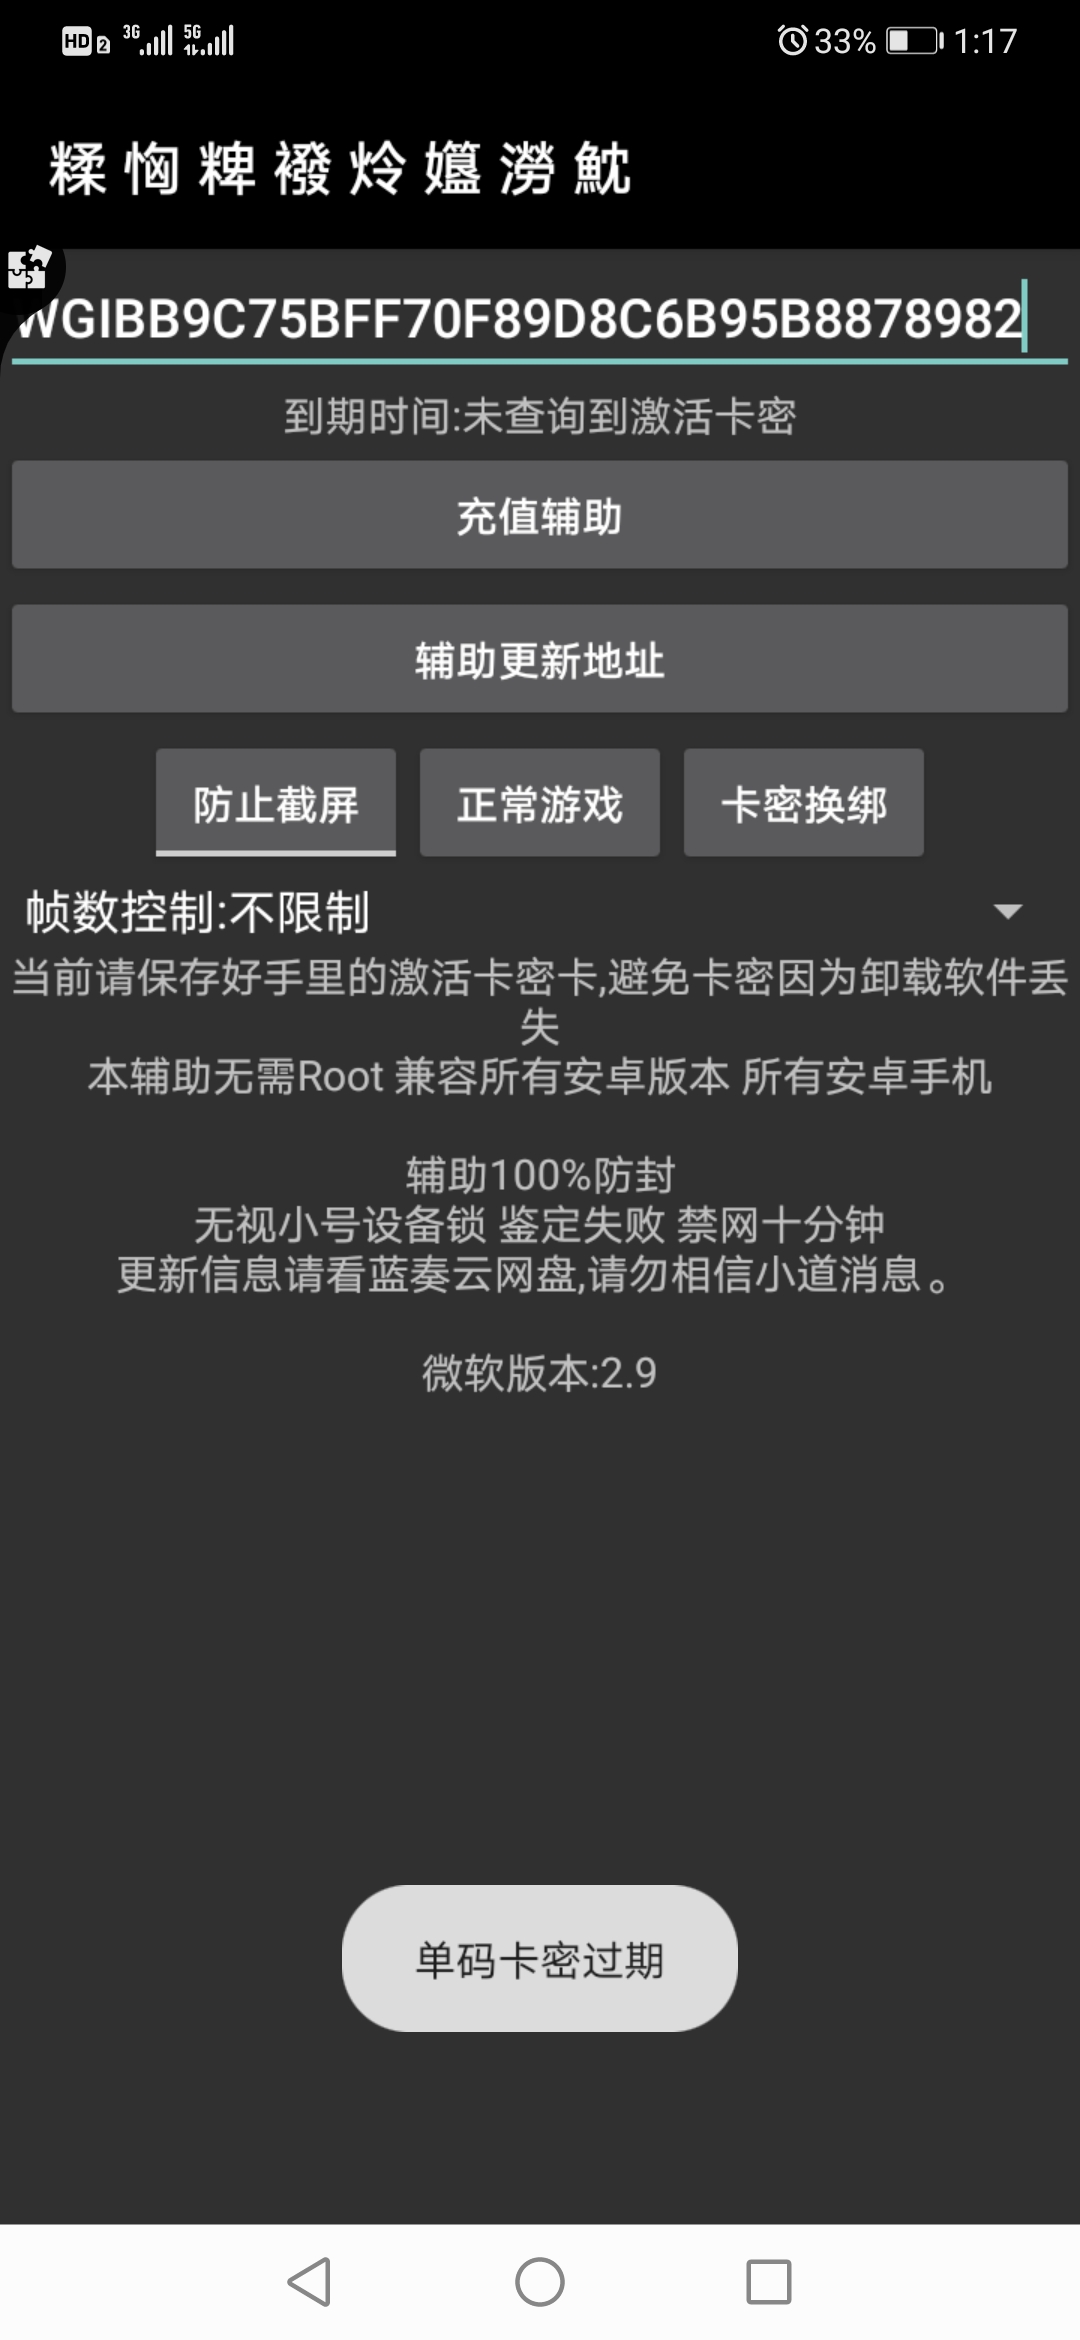 HD 2 3G 5G 33% 1:17
糅 恟 粺 襏 炩 嬺 澇 魫
WGIBB9C75BFF70F89D8C6B95B8878982
到期时间:未查询到激活卡密
充值辅助
辅助更新地址
防止截屏 正常游戏 卡密换绑
帧数控制:不限制
当前请保存好手里的激活卡密卡,避免卡密因为卸载软件丢
失
本辅助无需Root 兼容所有安卓版本 所有安卓手机
辅助100%防封
无视小号设备锁 鉴定失败 禁网十分钟
更新信息请看蓝奏云网盘,请勿相信小道消息。
微软版本:2.9
单码卡密过期